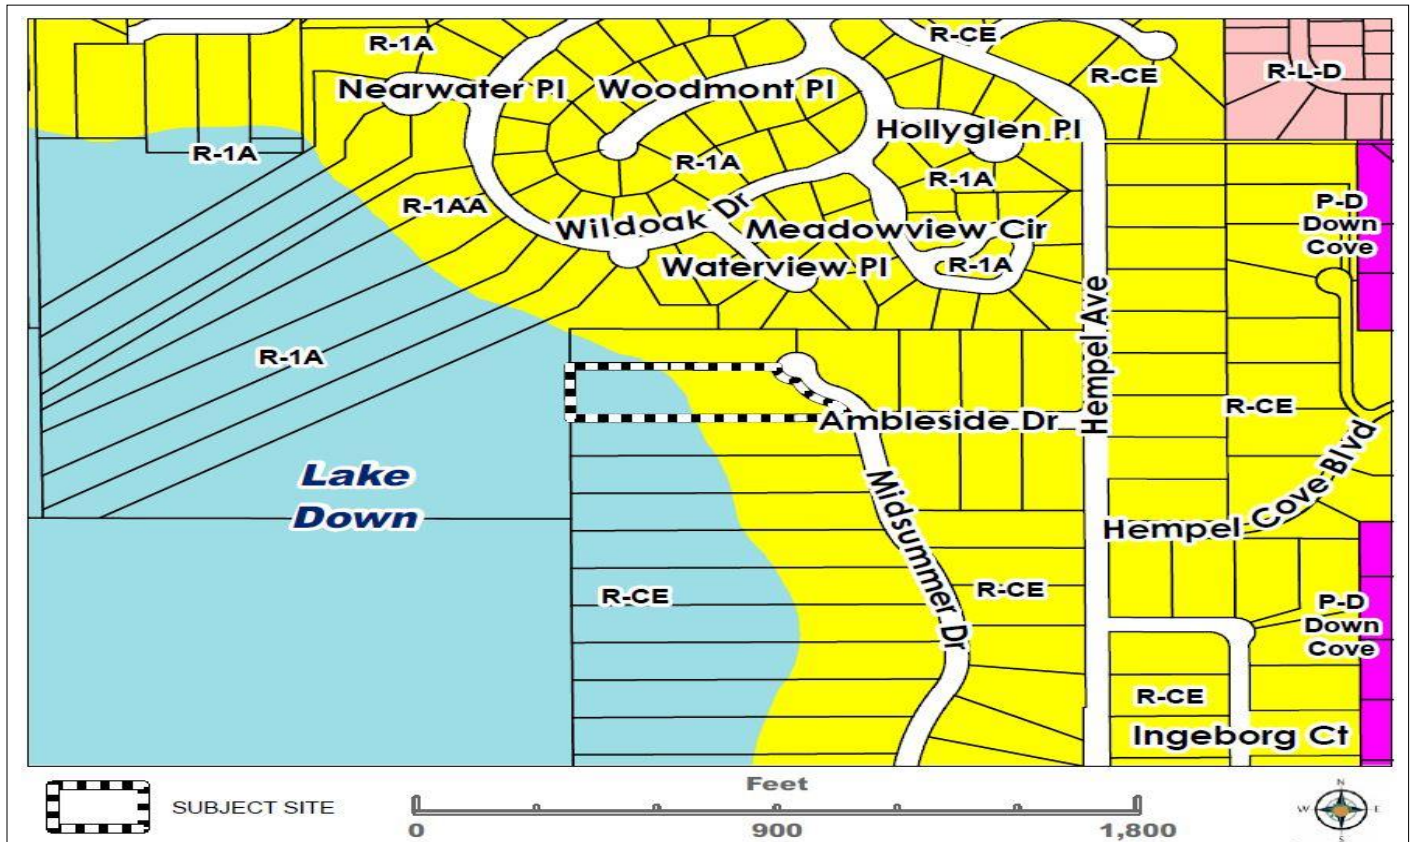 R-CE
R-1A
R-L-D
R-CE
Nearwater Pl
Woodmont Pl
Hollyglen Pl
R-1A
R-1A
R-1A
R-1AA
P-D
Down
Cove
Wildoak Dr
Meadowview Cir
Waterview Pl
R-1A
Hempel Ave
R-1A
R-CE
Ambleside Dr
Lake
Down
Midsummer Dr
Hempel Cove Blvd
R-CE
R-CE
P-D
Down
Cove
R-CE
Ingeborg Ct
SUBJECT SITE
Feet
0
900
1,800
N
W
E
S